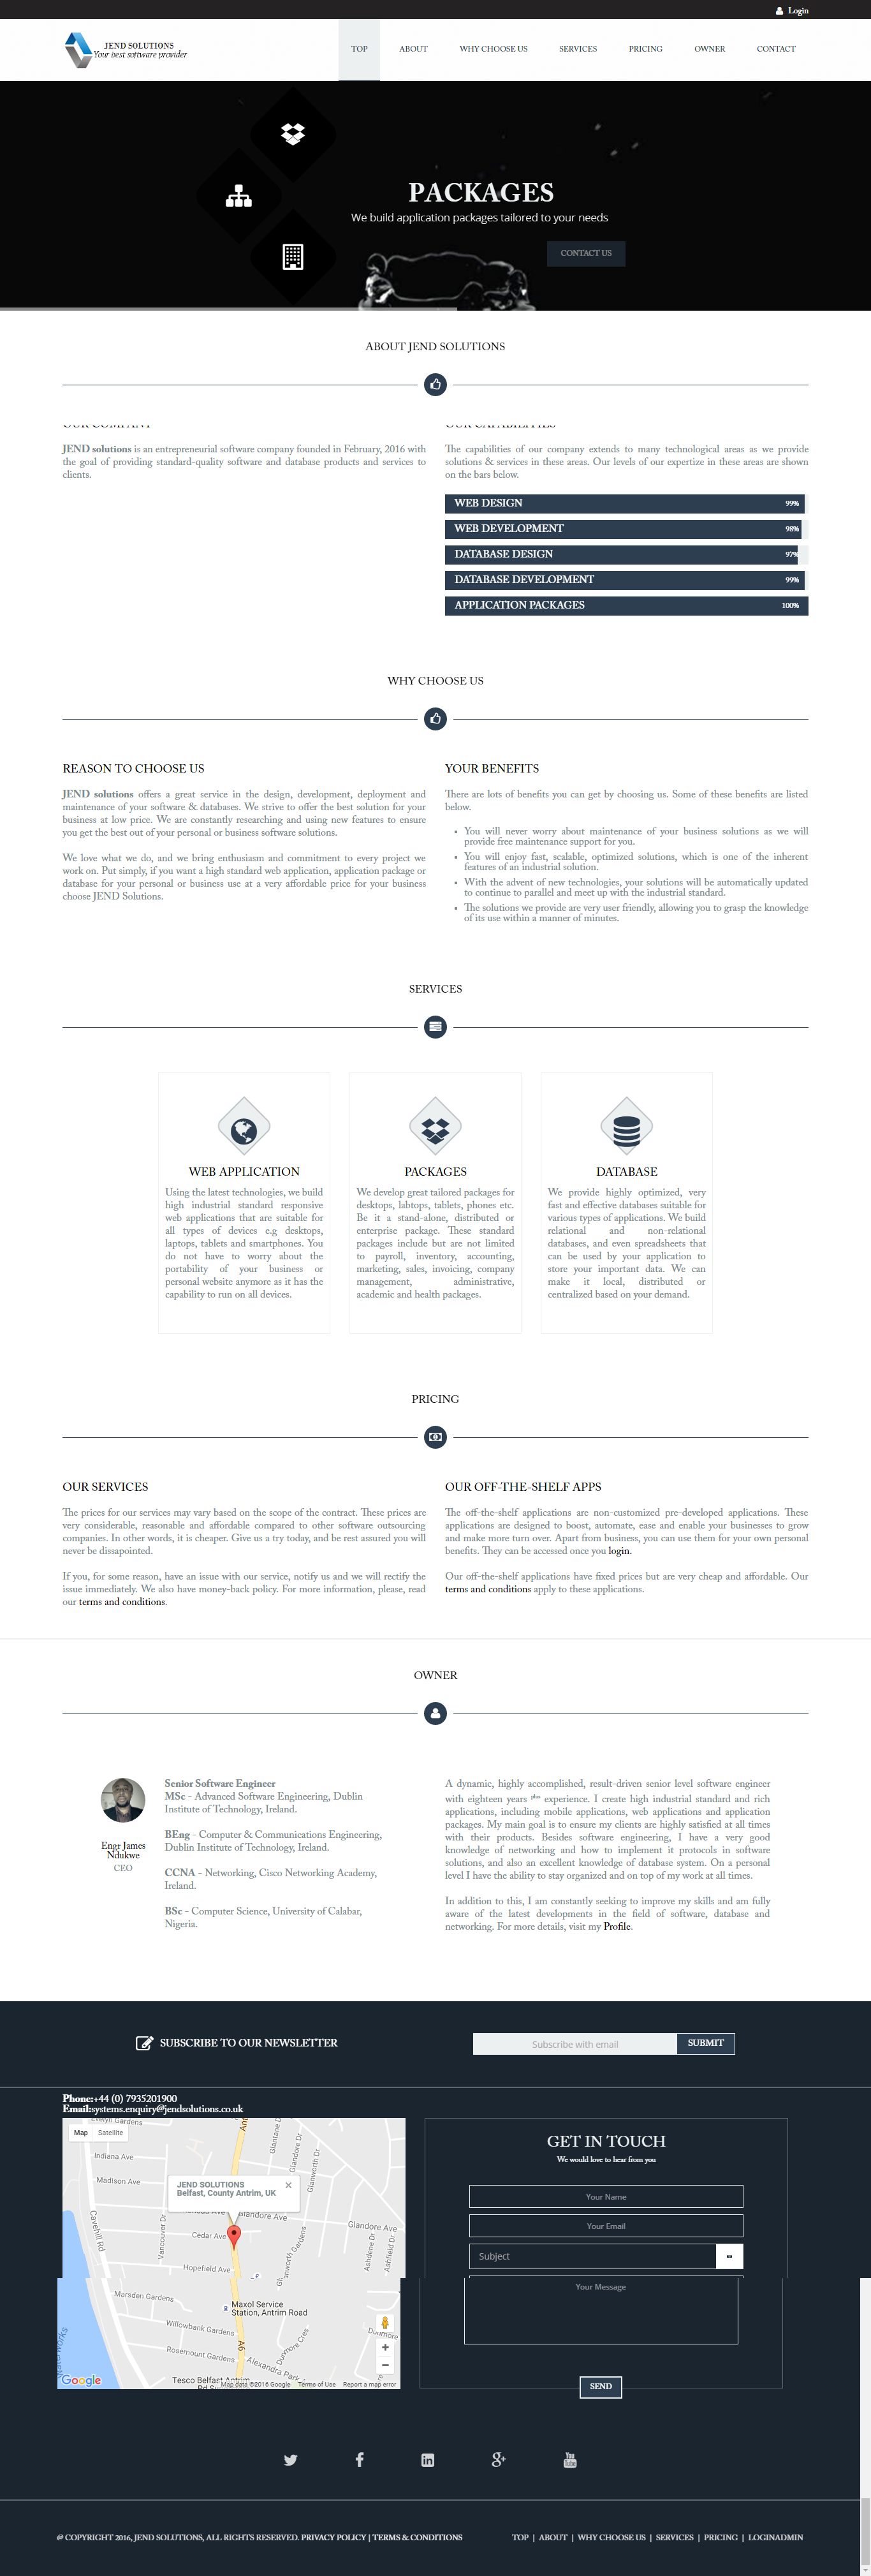 Login
JEND SOLUTIONS
Your best software provider
TOP ABOUT WHY CHOOSE US SERVICES PRICING OWNER CONTACT
PACKAGES
We build application packages tailored to your needs
CONTACT US
ABOUT JEND SOLUTIONS
OUR COMPANY
JEND solutions is an entrepreneurial software company founded in February, 2016 with
the goal of providing standard-quality software and database products and services to
clients.
OUR CAPABILITIES
The capabilities of our company extends to many technological areas as we provide
solutions & services in these areas. Our levels of our expertize in these areas are shown
on the bars below.
WEB DESIGN 99%
WEB DEVELOPMENT 98%
DATABASE DESIGN 97%
DATABASE DEVELOPMENT 99%
APPLICATION PACKAGES 100%
WHY CHOOSE US
REASON TO CHOOSE US
JEND solutions offers a great service in the design, development, deployment and
maintenance of your software & databases. We strive to offer the best solution for your
business at low price. We are constantly researching and using new features to ensure
you get the best out of your personal or business software solutions.
We love what we do, and we bring enthusiasm and commitment to every project we
work on. Put simply, if you want a high standard web application, application package or
database for your personal or business use at a very affordable price for your business
choose JEND Solutions.
YOUR BENEFITS
There are lots of benefits you can get by choosing us. Some of these benefits are listed
below.
• You will never worry about maintenance of your business solutions as we will
provide free maintenance support for you.
• You will enjoy fast, scalable, optimized solutions, which is one of the inherent
features of an industrial solution.
• With the advent of new technologies, your solutions will be automatically updated
to continue to parallel and meet up with the industrial standard.
• The solutions we provide are very user friendly, allowing you to grasp the knowledge
of its use within a manner of minutes.
SERVICES
WEB APPLICATION
Using the latest technologies, we build
high industrial standard responsive
web applications that are suitable for
all types of devices e.g desktops,
laptops, tablets and smartphones. You
do not have to worry about the
portability of your business or
personal website anymore as it has the
capability to run on all devices.
PACKAGES
We develop great tailored packages for
desktops, labtops, tablets, phones etc.
Be it a stand-alone, distributed or
enterprise package. These standard
packages include but are not limited
to payroll, inventory, accounting,
marketing, sales, invoicing, company
management, administrative,
academic and health packages.
DATABASE
We provide highly optimized, very
fast and effective databases suitable for
various types of applications. We build
relational and non-relational
databases, and even spreadsheets that
can be used by your application to
store your important data. We can
make it local, distributed or
centralized based on your demand.
PRICING
OUR SERVICES
The prices for our services may vary based on the scope of the contract. These prices are
very considerable, reasonable and affordable compared to other software outsourcing
companies. In other words, it is cheaper. Give us a try today, and be rest assured you will
never be dissapointed.
If you, for some reason, have an issue with our service, notify us and we will rectify the
issue immediately. We also have money-back policy. For more information, please, read
our terms and conditions.
OUR OFF-THE-SHELF APPS
The off-the-shelf applications are non-customized pre-developed applications. These
applications are designed to boost, automate, ease and enable your businesses to grow
and make more turn over. Apart from business, you can use them for your own personal
benefits. They can be accessed once you login.
Our off-the-shelf applications have fixed prices but are very cheap and affordable. Our
terms and conditions apply to these applications.
OWNER
Engr James
Ndukwe
CEO
Senior Software Engineer
MSc - Advanced Software Engineering, Dublin
Institute of Technology, Ireland.
BEng - Computer & Communications Engineering,
Dublin Institute of Technology, Ireland.
CCNA - Networking, Cisco Networking Academy,
Ireland.
BSc - Computer Science, University of Calabar,
Nigeria.
A dynamic, highly accomplished, result-driven senior level software engineer
with eighteen years plus experience. I create high industrial standard and rich
applications, including mobile applications, web applications and application
packages. My main goal is to ensure my clients are highly satisfied at all times
with their products. Besides software engineering, I have a very good
knowledge of networking and how to implement it protocols in software
solutions, and also an excellent knowledge of database system. On a personal
level I have the ability to stay organized and on top of my work at all times.
In addition to this, I am constantly seeking to improve my skills and am fully
aware of the latest developments in the field of software, database and
networking. For more details, visit my Profile.
SUBSCRIBE TO OUR NEWSLETTER
Subscribe with email
SUBMIT
Phone:+44 (0) 7935201900
Email:systems.enquiry@jendsolutions.co.uk
Map Satellite
Evelyn Gardens
Indiana Ave
Madison Ave
Vancouver Dr
Cavehill Rd
Glantane Dr
Glandore Dr
Glanworth Dr
JEND SOLUTIONS
Belfast, County Antrim, UK
Glandore Ave
Glandore Ave
Cedar Ave
Hopefield Ave
Glanworth Gardens
Ashdene Dr
Ashfield Dr
Marsden Gardens
Maxol Service
Station, Antrim Road
Willowbank Gardens
Rosemount Gardens
A6
Alexandra Park
Dunmore Cres
Dunmore
Tesco Belfast Antrim
Google
Map data ©2016 Google Terms of Use Report a map error
GET IN TOUCH
We would love to hear from you
Your Name
Your Email
Subject
Your Message
SEND
You
Tube
@ COPYRIGHT 2016, JEND SOLUTIONS, ALL RIGHTS RESERVED. PRIVACY POLICY | TERMS & CONDITIONS
TOP | ABOUT | WHY CHOOSE US | SERVICES | PRICING | LOGINADMIN